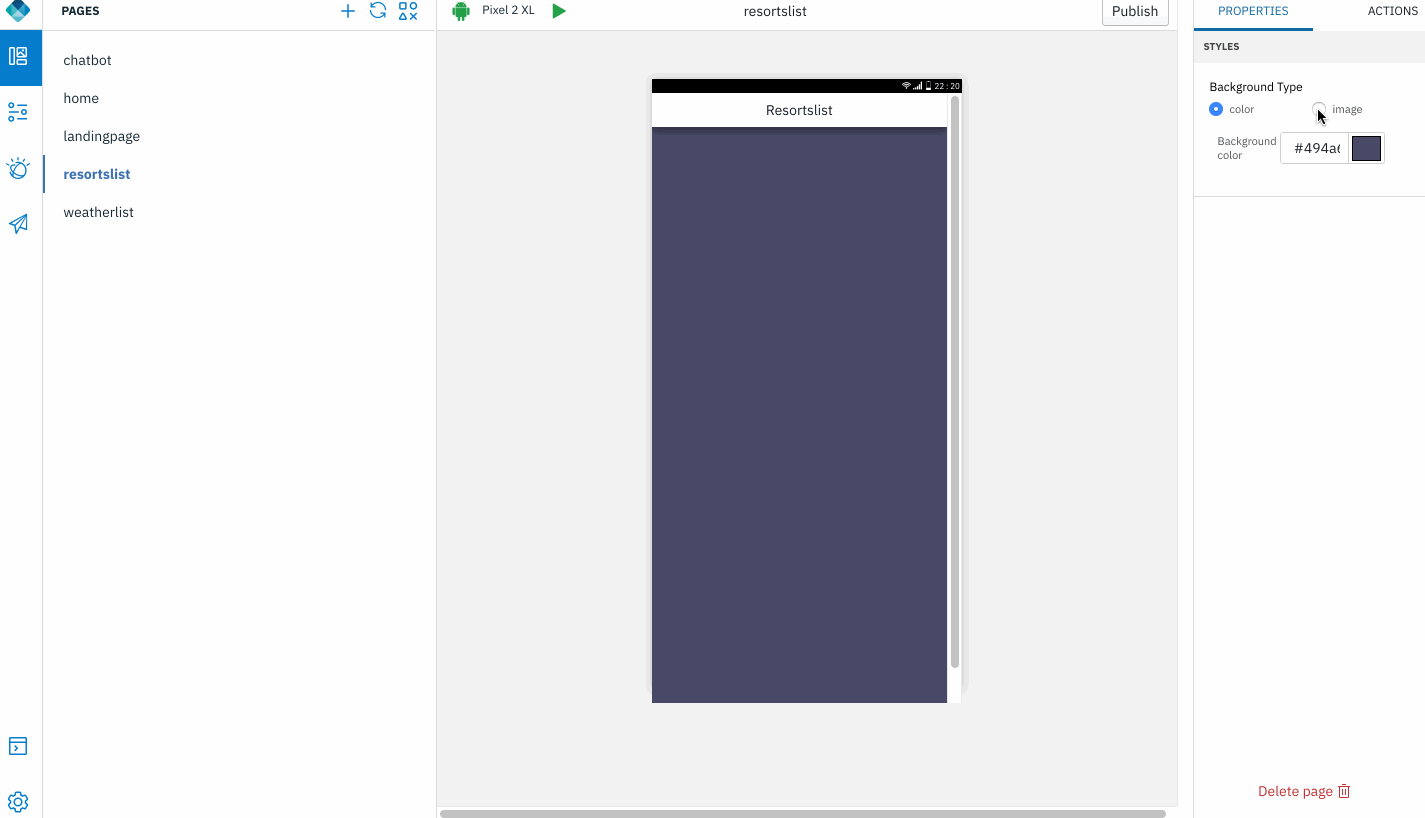 PAGES
Pixel 2 XL
resortslist
Publish
PROPERTIES
ACTIONS
chatbot
home
landingpage
resortslist
weatherlist
22:20
Resortslist
STYLES
Background Type
color
image
Background
color
#494a
Delete page